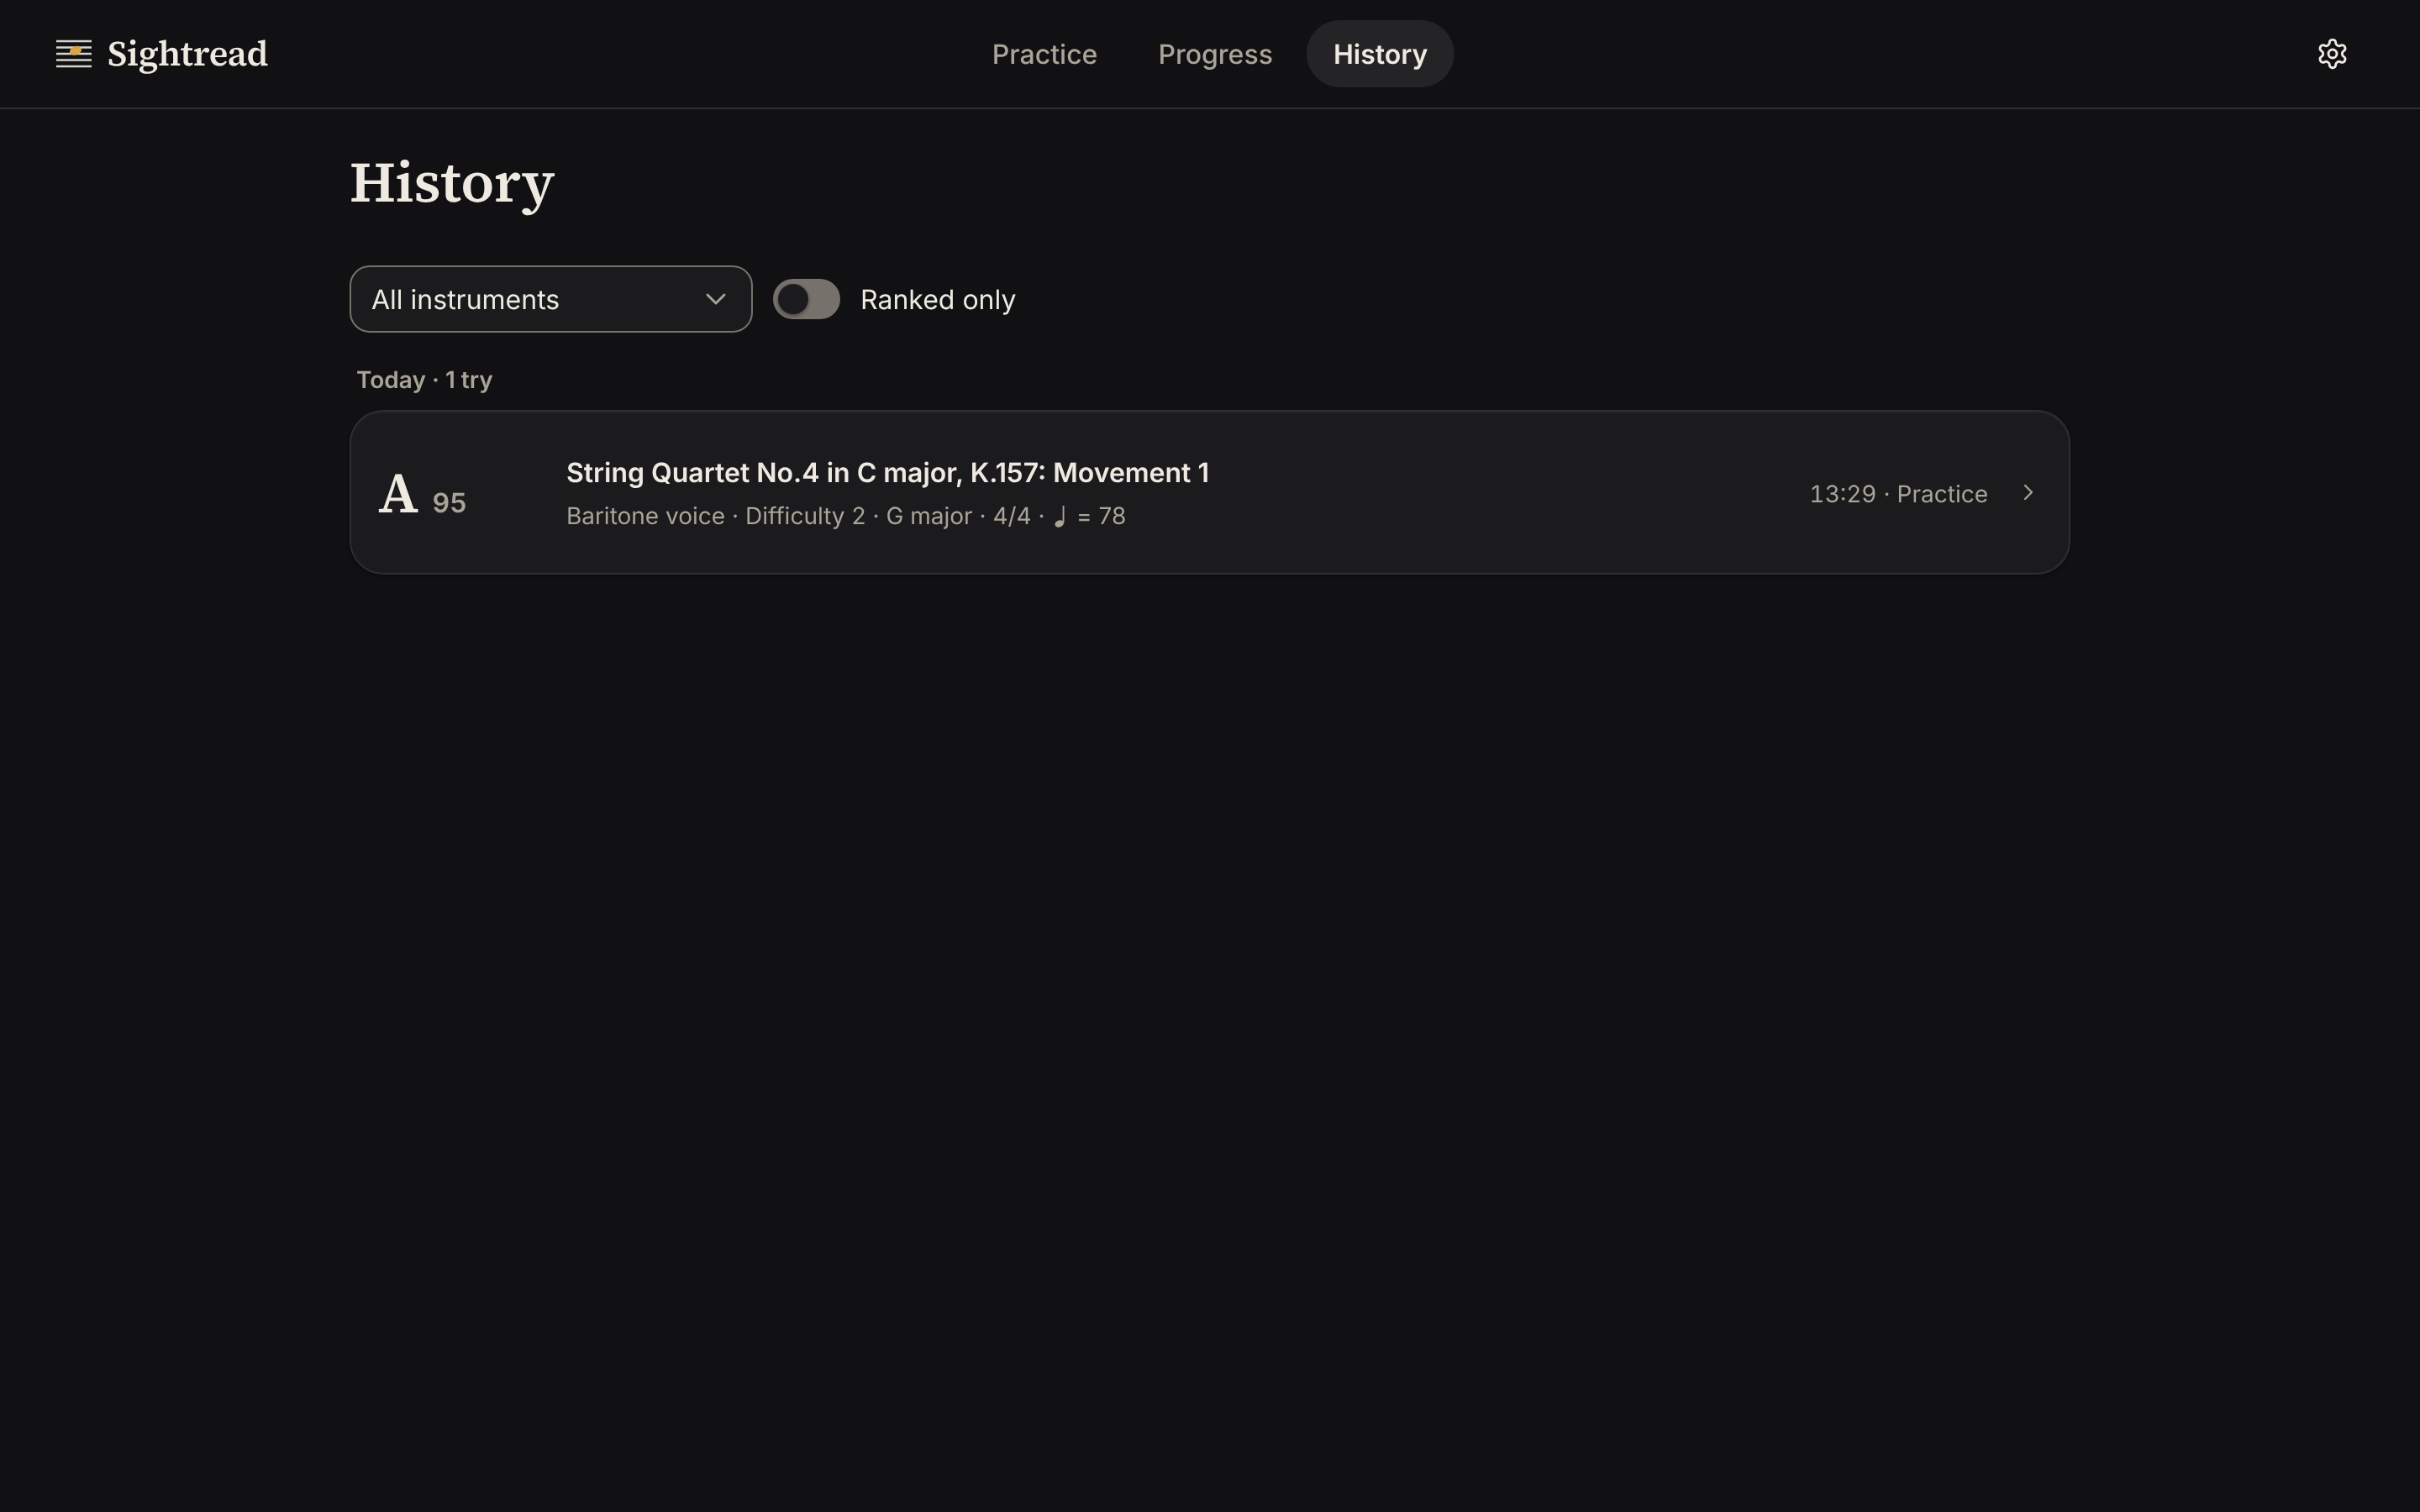 Sightread
Practice
Progress
History
History
All instruments
Ranked only
Today · 1 try
A 95
String Quartet No.4 in C major, K.157: Movement 1
Baritone voice · Difficulty 2 · G major · 4/4 · ♩ = 78
13:29 · Practice